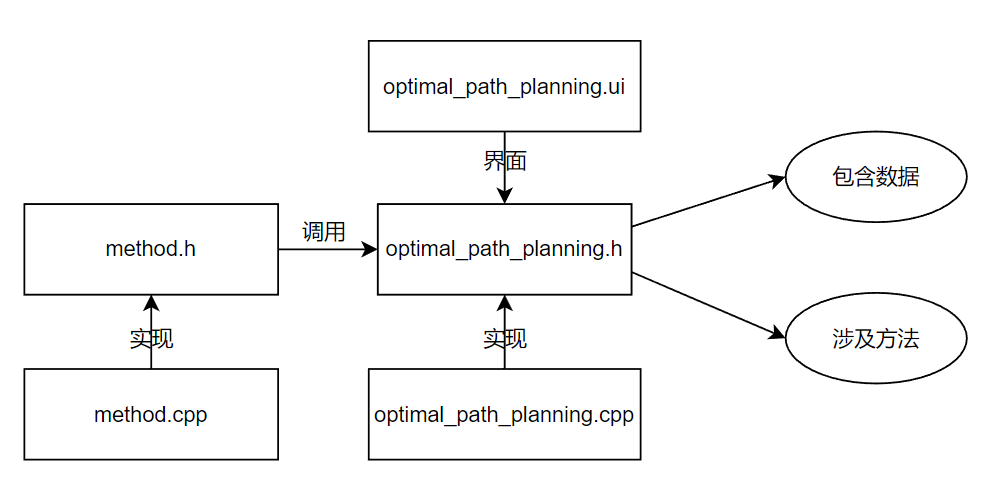 optimal_path_planning.ui
界面
包含数据
method.h
调用
optimal_path_planning.h
实现
实现
涉及方法
method.cpp
optimal_path_planning.cpp